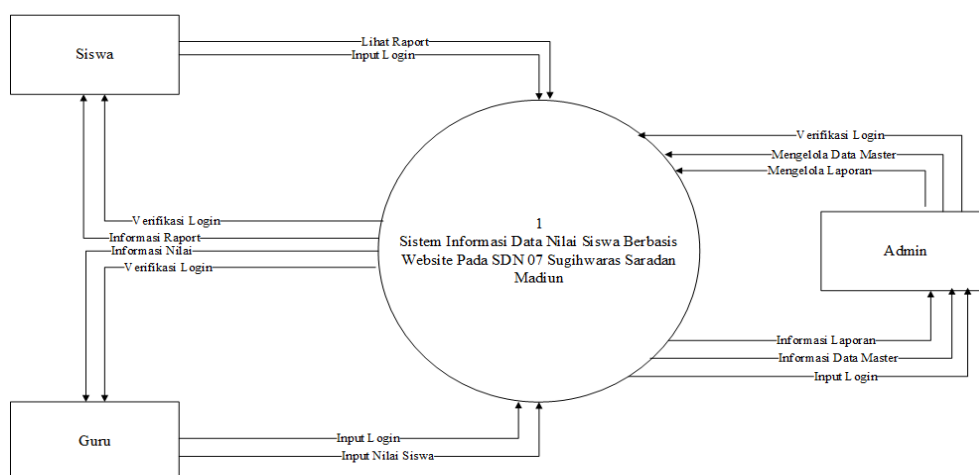 Siswa
Lihat Raport
Input Login
Verifikasi Login
Mengelola Data Master
Mengelola Laporan
Verifikasi Login
Informasi Raport
Informasi Nilai
Verifikasi Login
1
Sistem Informasi Data Nilai Siswa Berbasis
Website Pada SDN 07 Sugihwaras Saradan
Madiun
Admin
Informasi Laporan
Informasi Data Master
Input Login
Guru
Input Login
Input Nilai Siswa